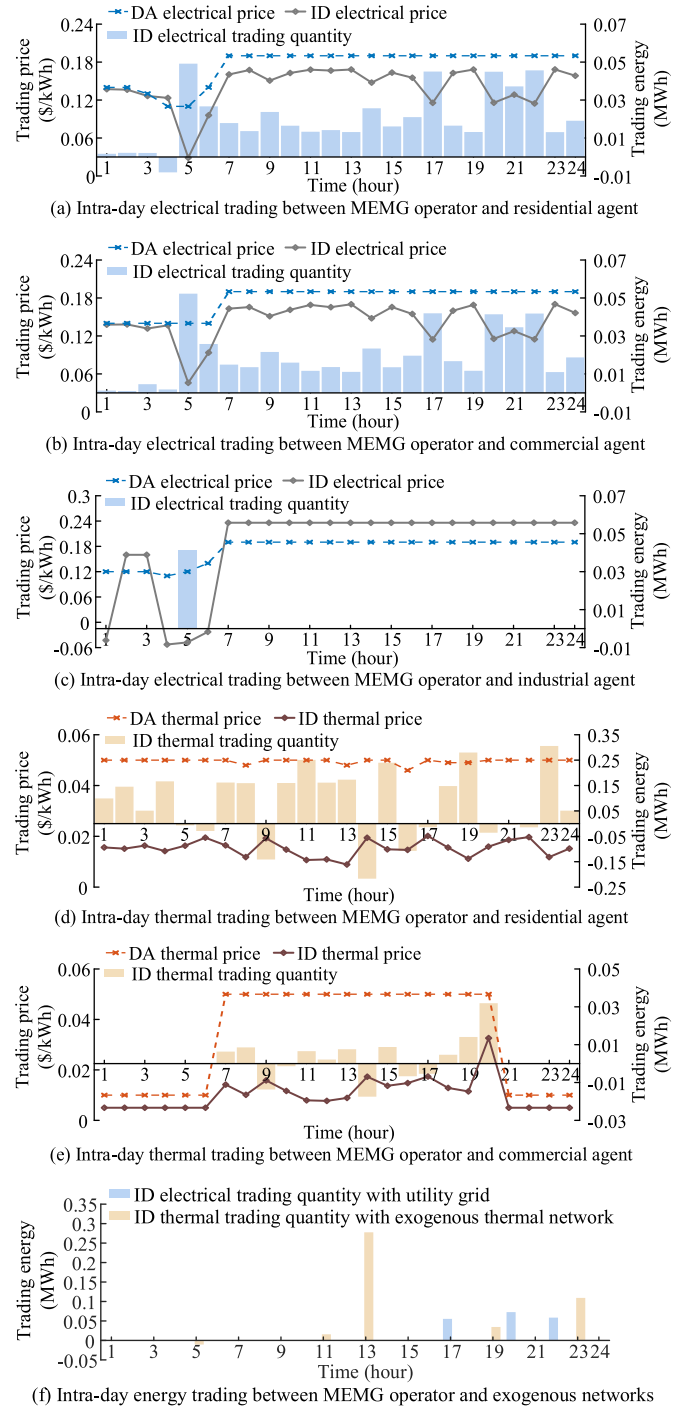 DA electrical price ID electrical price
ID electrical trading quantity
Trading price
($/kWh)
0.24
0.18
0.12
0.06
0
0.07
0.05
0.03
0.01
-0.01
Trading energy
(MWh)
1 3 5 7 9 11 13 15 17 19 21 23 24
Time (hour)
(a) Intra-day electrical trading between MEMG operator and residential agent
DA electrical price ID electrical price
ID electrical trading quantity
Trading price
($/kWh)
0.24
0.18
0.12
0.06
0
0.07
0.05
0.03
0.01
-0.01
Trading energy
(MWh)
1 3 5 7 9 11 13 15 17 19 21 23 24
Time (hour)
(b) Intra-day electrical trading between MEMG operator and commercial agent
DA electrical price ID electrical price
ID electrical trading quantity
Trading price
($/kWh)
0.3
0.24
0.18
0.12
0.06
0
-0.06
0.07
0.05
0.03
0.01
-0.01
Trading energy
(MWh)
1 3 5 7 9 11 13 15 17 19 21 23 24
Time (hour)
(c) Intra-day electrical trading between MEMG operator and industrial agent
DA thermal price ID thermal price
ID thermal trading quantity
Trading price
($/kWh)
0.06
0.04
0.02
0
0.35
0.25
0.15
0.05
-0.05
-0.15
-0.25
Trading energy
(MWh)
1 3 5 7 9 11 13 15 17 19 21 23 24
Time (hour)
(d) Intra-day thermal trading between MEMG operator and residential agent
DA thermal price ID thermal price
ID thermal trading quantity
Trading price
($/kWh)
0.06
0.04
0.02
0
0.05
0.03
0.01
-0.01
-0.03
Trading energy
(MWh)
1 3 5 7 9 11 13 15 17 19 21 23 24
Time (hour)
(e) Intra-day thermal trading between MEMG operator and commercial agent
ID electrical trading quantity with utility grid
ID thermal trading quantity with exogenous thermal network
Trading energy
(MWh)
0.35
0.3
0.25
0.2
0.15
0.1
0.05
0
-0.05
1 3 5 7 9 11 13 15 17 19 21 23 24
Time (hour)
(f) Intra-day energy trading between MEMG operator and exogenous networks